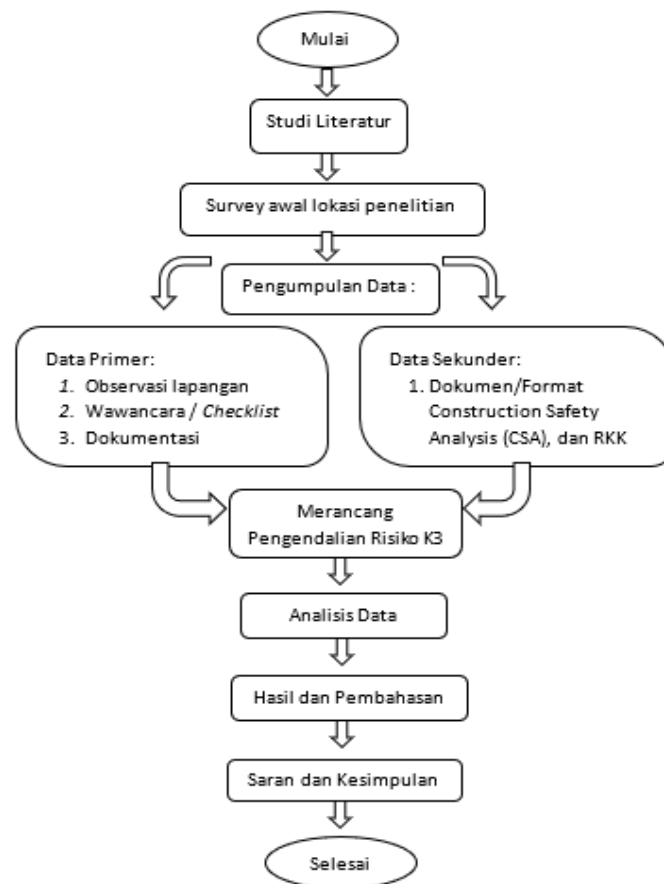 Mulai
Studi Literatur
Survey awal lokasi penelitian
Pengumpulan Data :
Data Primer:
1. Observasi lapangan
2. Wawancara / Checklist
3. Dokumentasi
Data Sekunder:
1. Dokumen/Format
Construction Safety
Analysis (CSA), dan RKK
Merancang
Pengendalian Risiko K3
Analisis Data
Hasil dan Pembahasan
Saran dan Kesimpulan
Selesai